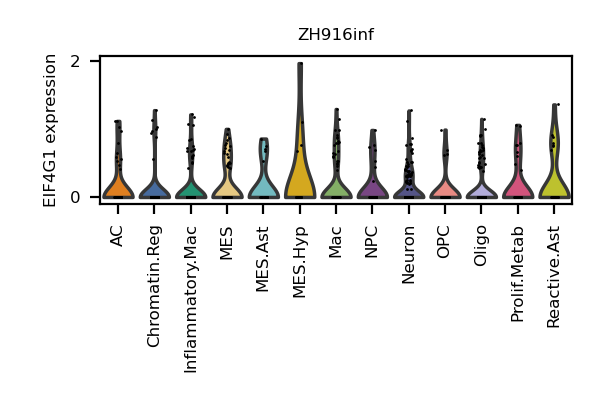 ZH916inf
EIF4G1 expression
2
0
AC
Chromatin.Reg
Inflammatory.Mac
MES
MES.Ast
MES.Hyp
Mac
NPC
Neuron
OPC
Oligo
Prolif.Metab
Reactive.Ast